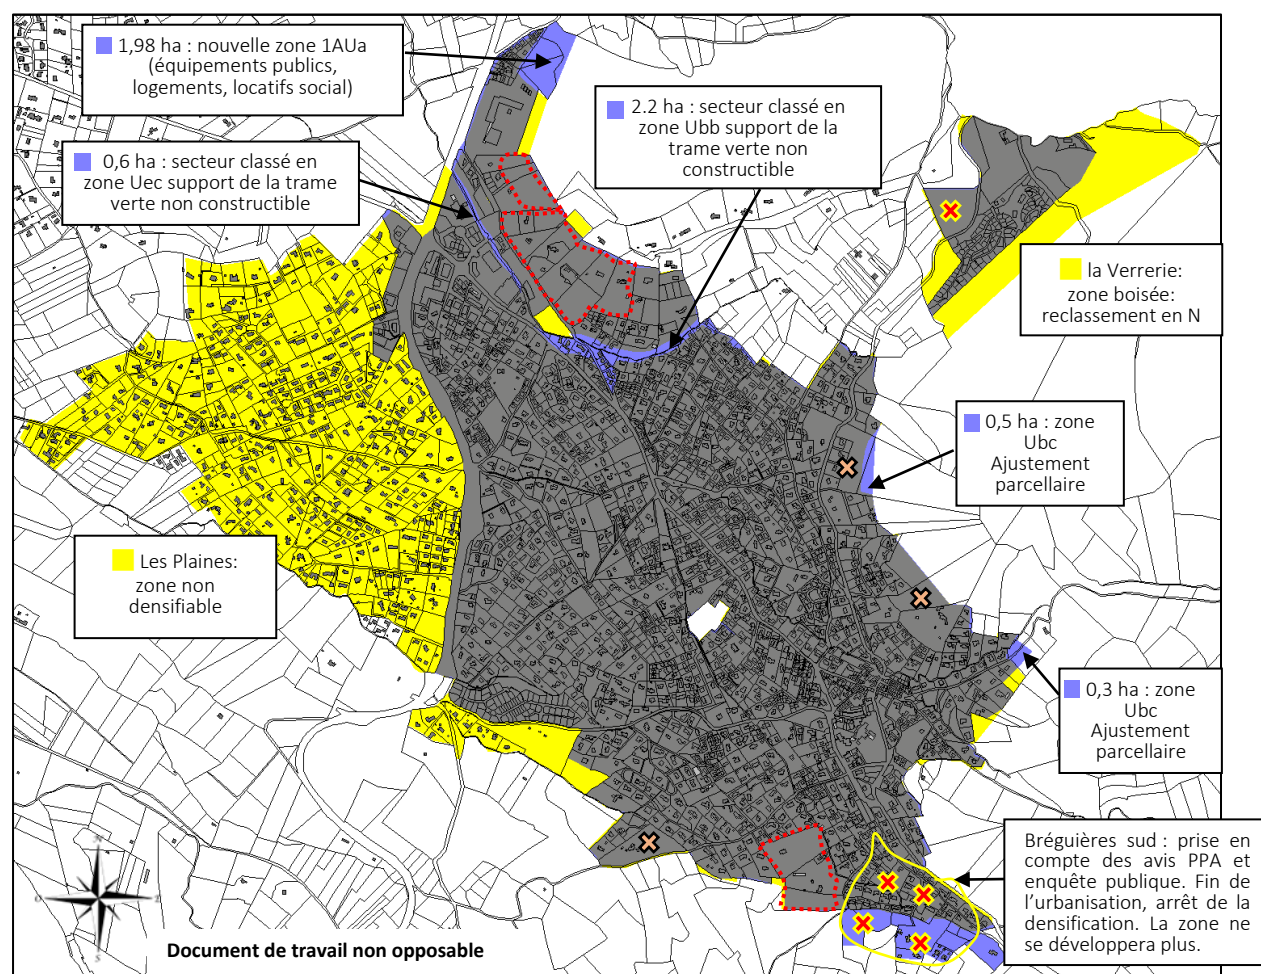 1,98 ha : nouvelle zone 1AUa
(équipements publics,
logements, locatifs social)
2.2 ha : secteur classé en
zone Ubb support de la
trame verte non
constructible
0,6 ha : secteur classé en
zone Uec support de la trame
verte non constructible
la Verrerie:
zone boisée:
reclassement en N
0,5 ha : zone
Ubc
Ajustement
parcellaire
Les Plaines:
zone non
densifiable
0,3 ha : zone
Ubc
Ajustement
parcellaire
Bréguières sud : prise en
compte des avis PPA et
enquête publique. Fin de
l’urbanisation, arrêt de la
densification. La zone ne
se développera plus.
Document de travail non opposable